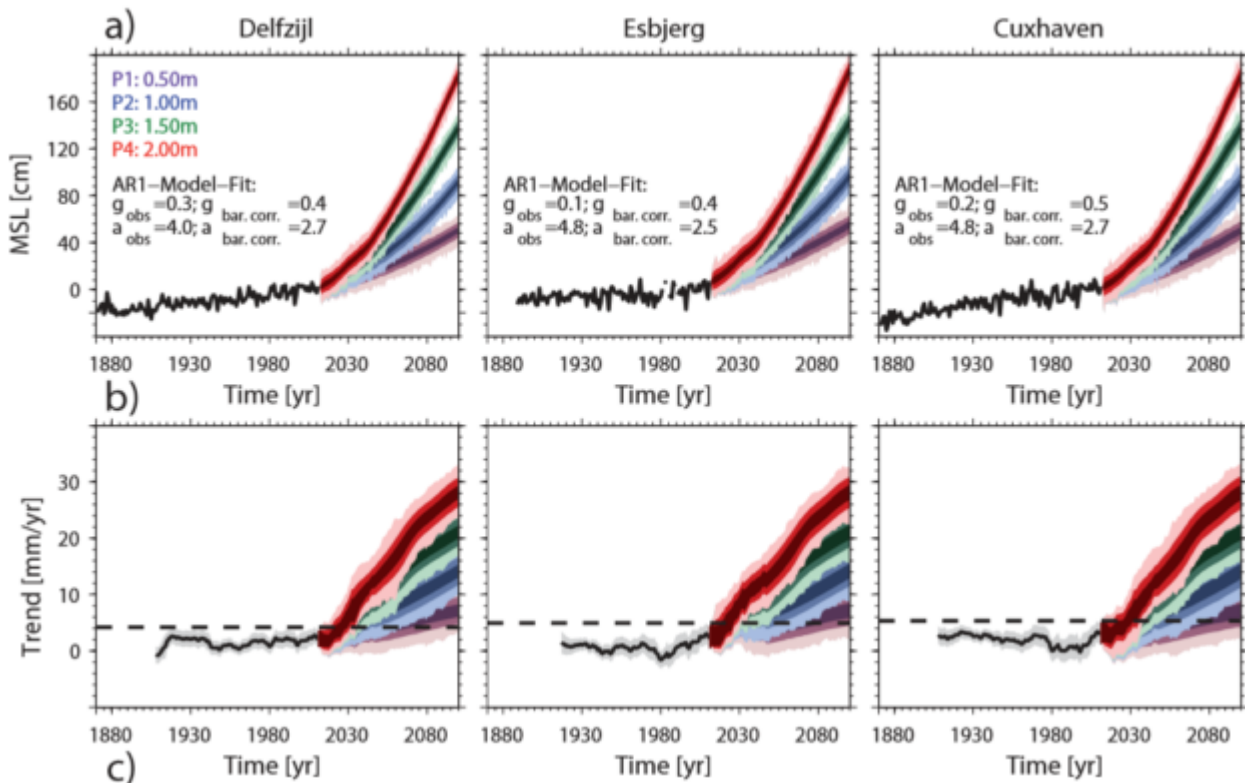 a) Delfzijl Esbjerg Cuxhaven
MSL [cm]
160
120
80
40
0
P1: 0.50m
P2: 1.00m
P3: 1.50m
P4: 2.00m
AR1-Model-Fit:
g obs =0.3; g bar. corr. =0.4
a obs =4.0; a bar. corr. =2.7
AR1-Model-Fit:
g obs =0.1; g bar. corr. =0.4
a obs =4.8; a bar. corr. =2.5
AR1-Model-Fit:
g obs =0.2; g bar. corr. =0.5
a obs =4.8; a bar. corr. =2.7
1880 1930 1980 2030 2080 1880 1930 1980 2030 2080 1880 1930 1980 2030 2080
b) Time [yr] Time [yr] Time [yr]
Trend [mm/yr]
30
20
10
0
1880 1930 1980 2030 2080 1880 1930 1980 2030 2080 1880 1930 1980 2030 2080
c) Time [yr] Time [yr] Time [yr]